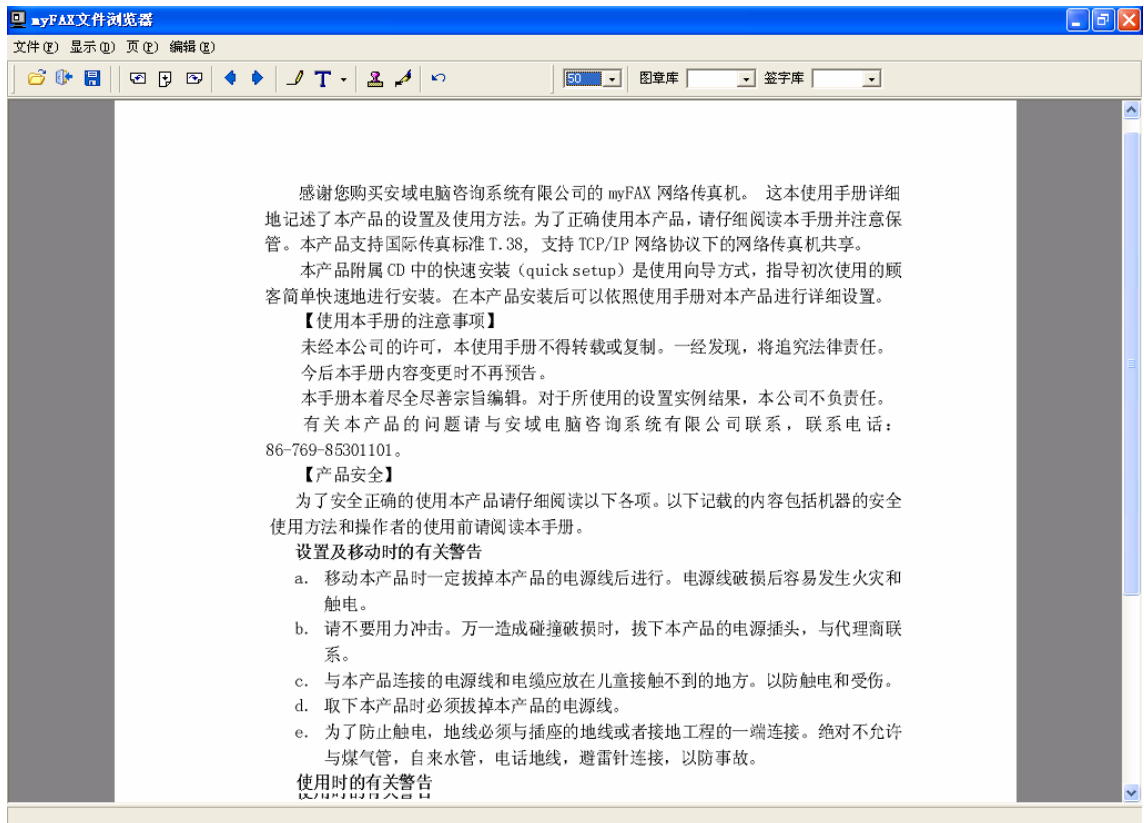 myFAX文件浏览器
文件(F) 显示(D) 页(P) 编辑(E)
T 50 图章库 签字库
感谢您购买安域电脑咨询系统有限公司的 myFAX 网络传真机。 这本使用手册详细
地记述了本产品的设置及使用方法。为了正确使用本产品，请仔细阅读本手册并注意保
管。本产品支持国际传真标准 T.38, 支持 TCP/IP 网络协议下的网络传真机共享。
本产品附属 CD 中的快速安装（quick setup）是使用向导方式，指导初次使用的顾
客简单快速地进行安装。在本产品安装后可以依照使用手册对本产品进行详细设置。
【使用本手册的注意事项】
未经本公司的许可，本使用手册不得转载或复制。一经发现，将追究法律责任。
今后本手册内容变更时不再预告。
本手册本着尽全尽善宗旨编辑。对于所使用的设置实例结果，本公司不负责任。
有关本产品的问题请与安域电脑咨询系统有限公司联系，联系电话：
86-769-85301101。
【产品安全】
为了安全正确的使用本产品请仔细阅读以下各项。以下记载的内容包括机器的安全
使用方法和操作者的使用前请阅读本手册。
设置及移动时的有关警告
a. 移动本产品时一定拔掉本产品的电源线后进行。电源线破损后容易发生火灾和
触电。
b. 请不要用力冲击。万一造成碰撞破损时，拔下本产品的电源插头，与代理商联
系。
c. 与本产品连接的电源线和电缆应放在儿童接触不到的地方。以防触电和受伤。
d. 取下本产品时必须拔掉本产品的电源线。
e. 为了防止触电，地线必须与插座的地线或者接地工程的一端连接。绝对不允许
与煤气管，自来水管，电话地线，避雷针连接，以防事故。
使用时的有关警告